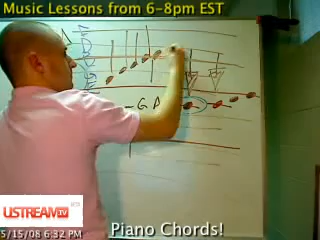 Music Lessons from 6-8pm EST
- G A
USTREAM TV
5/15/08 6:32 PM
Piano Chords!